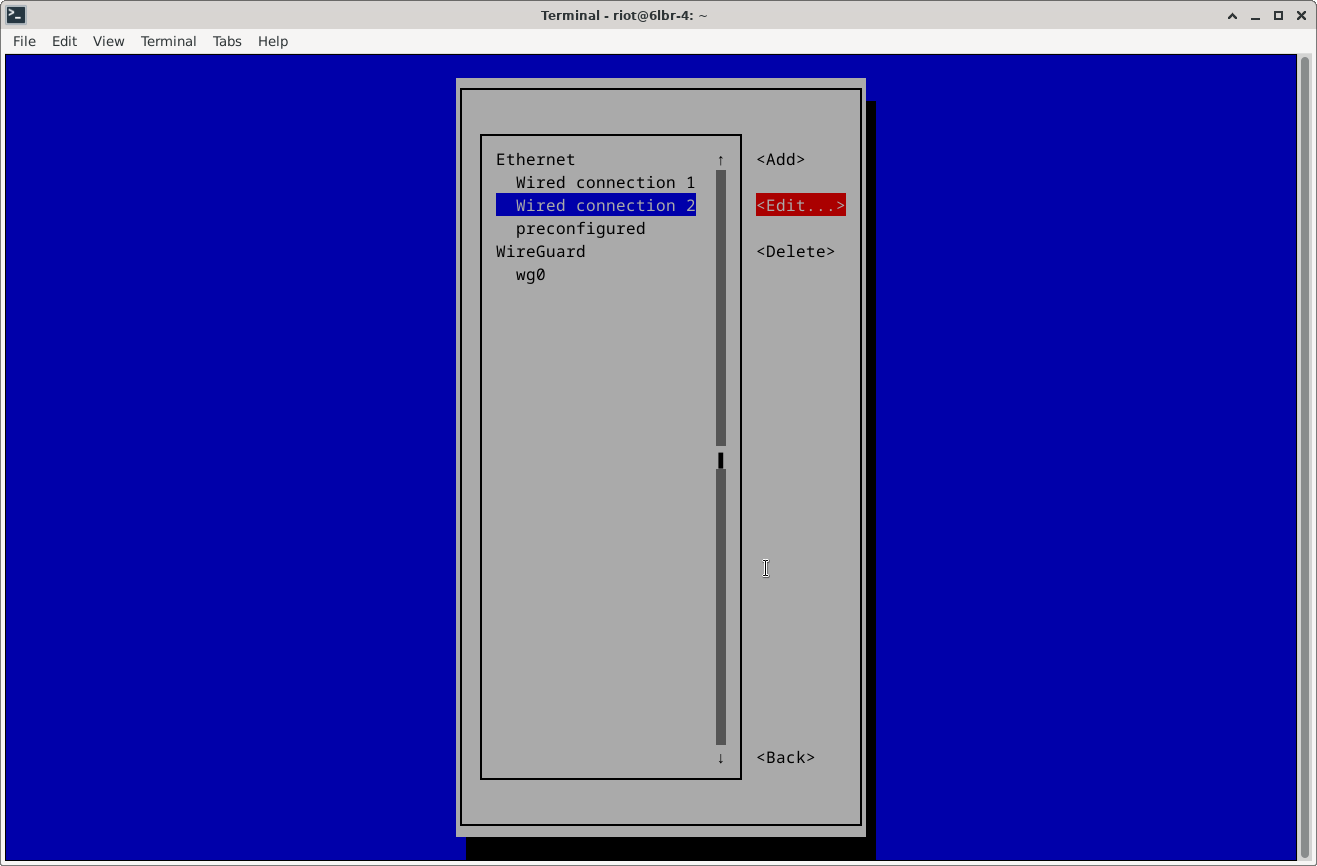 Terminal - riot@6lbr-4: ~
File Edit View Terminal Tabs Help
Ethernet ↑ <Add>
Wired connection 1
Wired connection 2 <Edit...>
preconfigured
WireGuard <Delete>
wg0
↓ <Back>